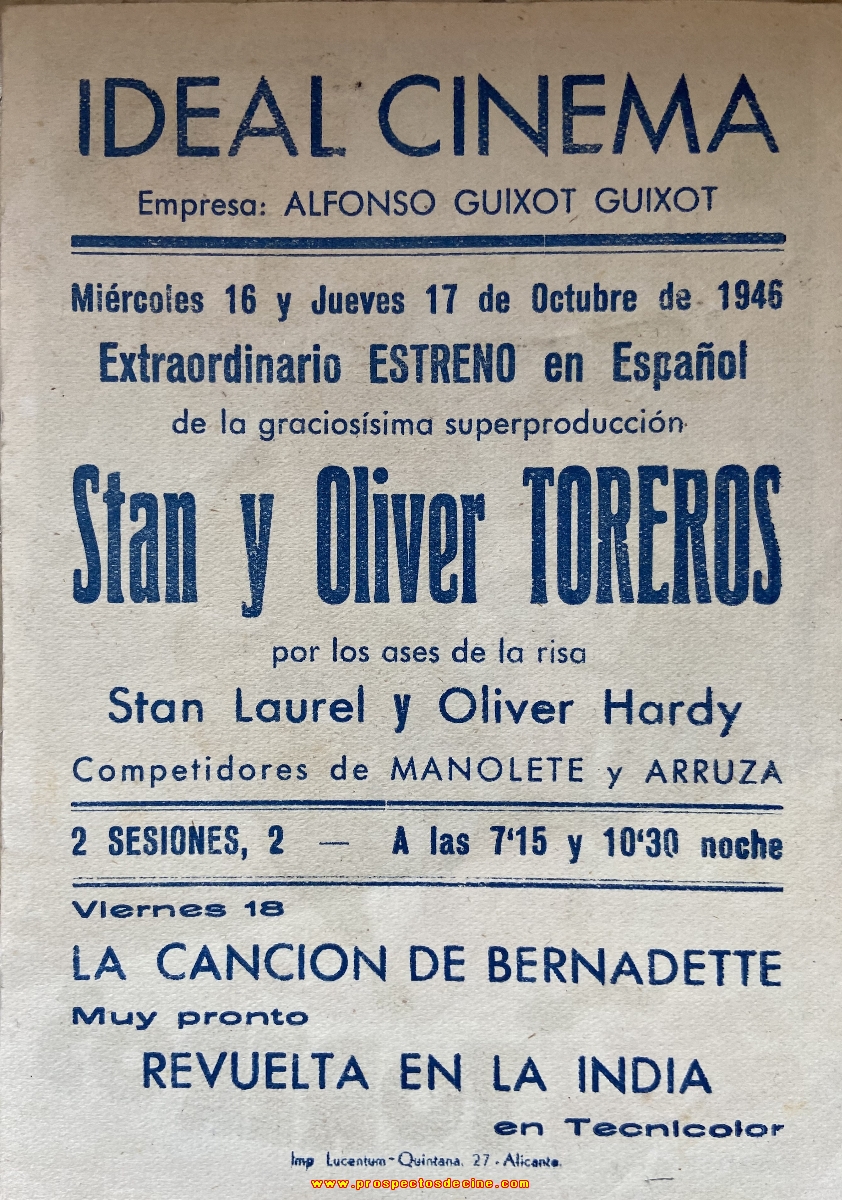 IDEAL CINEMA
Empresa: ALFONSO GUIXOT GUIXOT
Miércoles 16 y Jueves 17 de Octubre de 1946
Extraordinario ESTRENO en Español
de la graciosísima superproducción
Stan y Oliver TOREROS
por los ases de la risa
Stan Laurel y Oliver Hardy
Competidores de MANOLETE y ARRUZA
2 SESIONES, 2 — A las 7'15 y 10'30 noche
Viernes 18
LA CANCION DE BERNADETTE
Muy pronto
REVUELTA EN LA INDIA
en Tecnicolor
Imp Lucentum-Quintana, 27 - Alicante.
www.prospectosdecine.com